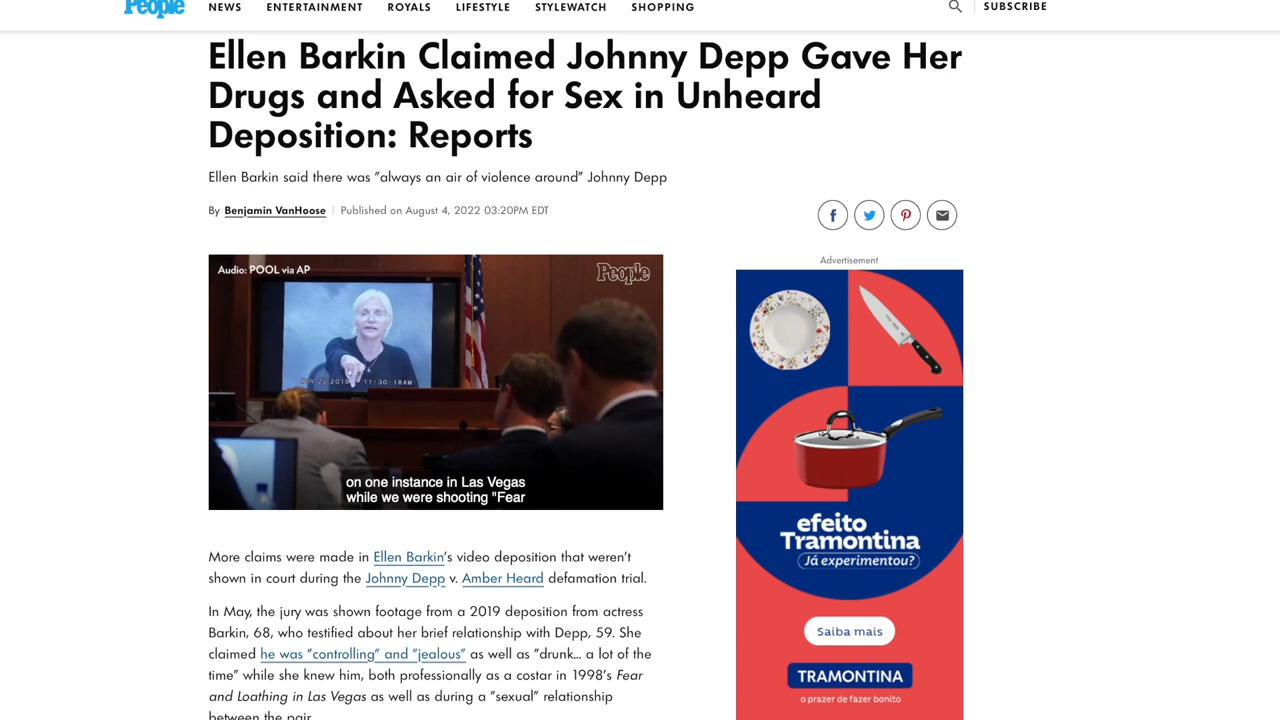 People
NEWS ENTERTAINMENT ROYALS LIFESTYLE STYLEWATCH SHOPPING SUBSCRIBE
Ellen Barkin Claimed Johnny Depp Gave Her
Drugs and Asked for Sex in Unheard
Deposition: Reports
Ellen Barkin said there was "always an air of violence around" Johnny Depp
By Benjamin VanHoose | Published on August 4, 2022 03:20PM EDT
Audio: POOL via AP
People
NOV 22, 2019 11:30:18AM
on one instance in Las Vegas
while we were shooting "Fear
More claims were made in Ellen Barkin's video deposition that weren't
shown in court during the Johnny Depp v. Amber Heard defamation trial.
In May, the jury was shown footage from a 2019 deposition from actress
Barkin, 68, who testified about her brief relationship with Depp, 59. She
claimed he was "controlling" and "jealous" as well as "drunk... a lot of the
time" while she knew him, both professionally as a costar in 1998's Fear
and Loathing in Las Vegas as well as during a "sexual" relationship
between the pair.
Advertisement
efeito
Tramontina
Já experimentou?
Saiba mais
TRAMONTINA
o prazer de fazer bonito